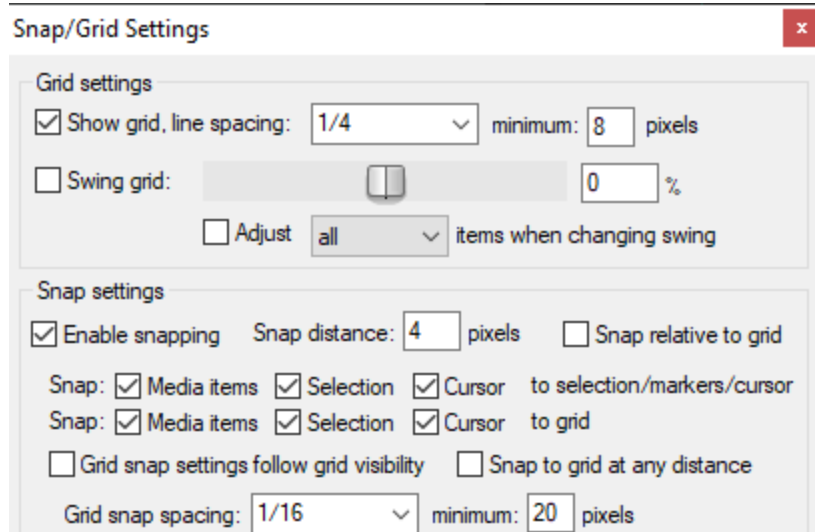 Snap/Grid Settings
x
Grid settings
Show grid, line spacing: 1/4 minimum: 8 pixels
Swing grid: 0 %
Adjust all items when changing swing
Snap settings
Enable snapping Snap distance: 4 pixels Snap relative to grid
Snap: Media items Selection Cursor to selection/markers/cursor
Snap: Media items Selection Cursor to grid
Grid snap settings follow grid visibility Snap to grid at any distance
Grid snap spacing: 1/16 minimum: 20 pixels